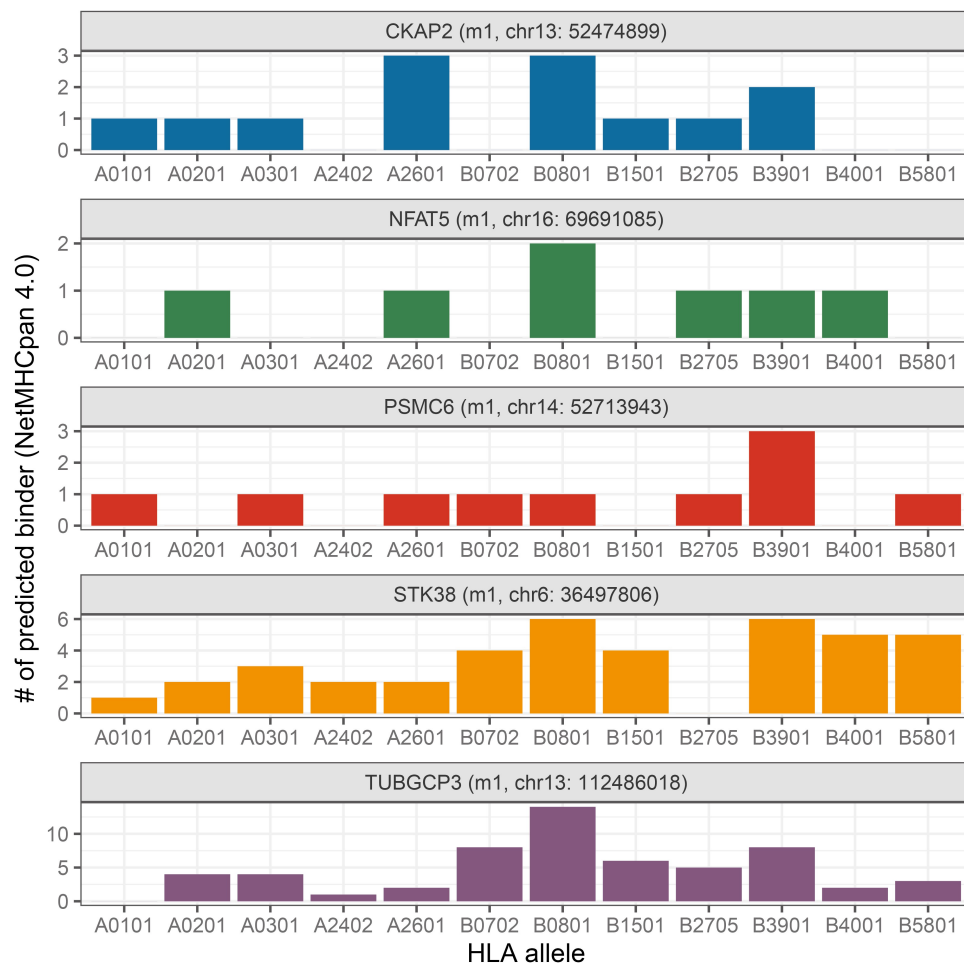 CKAP2 (m1, chr13: 52474899)
3
2
1
0
A0101 A0201 A0301 A2402 A2601 B0702 B0801 B1501 B2705 B3901 B4001 B5801
NFAT5 (m1, chr16: 69691085)
2
1
0
A0101 A0201 A0301 A2402 A2601 B0702 B0801 B1501 B2705 B3901 B4001 B5801
PSMC6 (m1, chr14: 52713943)
3
2
1
0
A0101 A0201 A0301 A2402 A2601 B0702 B0801 B1501 B2705 B3901 B4001 B5801
STK38 (m1, chr6: 36497806)
6
4
2
0
A0101 A0201 A0301 A2402 A2601 B0702 B0801 B1501 B2705 B3901 B4001 B5801
TUBGCP3 (m1, chr13: 112486018)
10
5
0
A0101 A0201 A0301 A2402 A2601 B0702 B0801 B1501 B2705 B3901 B4001 B5801
HLA allele
# of predicted binder (NetMHCpan 4.0)